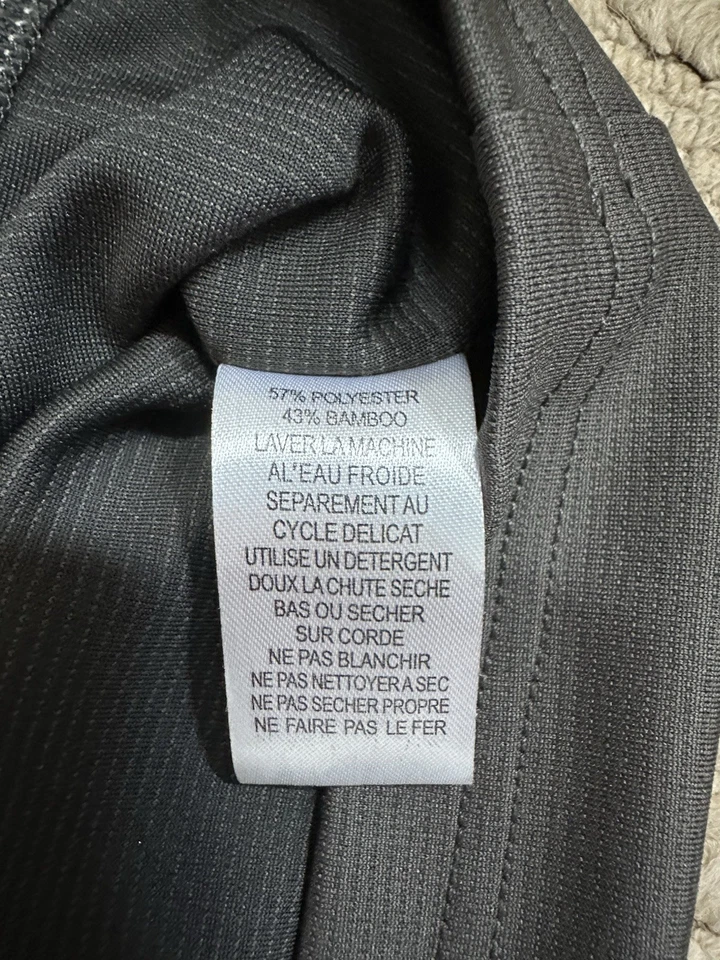 57% POLYESTER
43% BAMBOO
LAVER LA MACHINE
AL'EAU FROIDE
SEPAREMENT AU
CYCLE DELICAT
UTILISE UN DETERGENT
DOUX LA CHUTE SECHE
BAS OU SECHER
SUR CORDE
NE PAS BLANCHIR
NE PAS NETTOYER A SEC
NE PAS SECHER PROPRE
NE FAIRE PAS LE FER